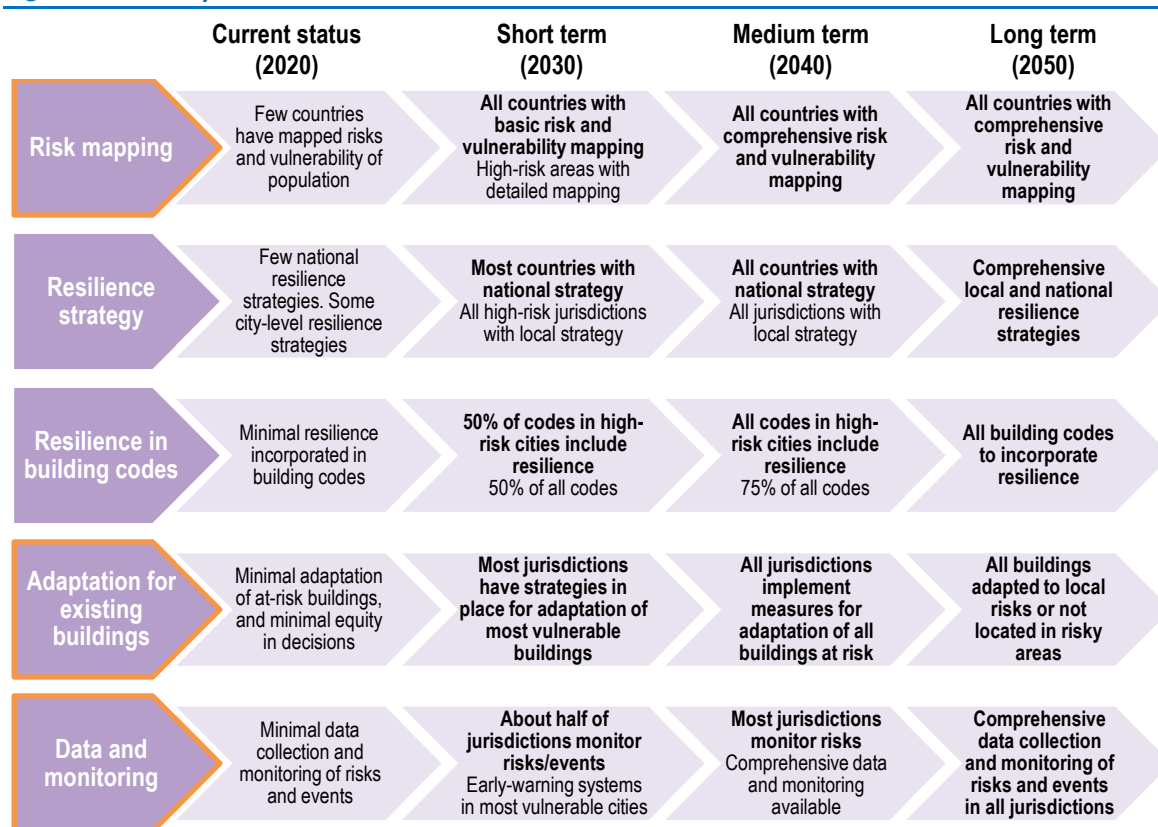 Current status
(2020)
Short term
(2030)
Medium term
(2040)
Long term
(2050)
Risk mapping
Few countries
have mapped risks
and vulnerability of
population
All countries with
basic risk and
vulnerability mapping
High-risk areas with
detailed mapping
All countries with
comprehensive risk
and vulnerability
mapping
All countries with
comprehensive
risk and
vulnerability
mapping
Resilience
strategy
Few national
resilience
strategies. Some
city-level resilience
strategies
Most countries with
national strategy
All high-risk jurisdictions
with local strategy
All countries with
national strategy
All jurisdictions with
local strategy
Comprehensive
local and national
resilience
strategies
Resilience in
building codes
Minimal resilience
incorporated in
building codes
50% of codes in high-
risk cities include
resilience
50% of all codes
All codes in high-
risk cities include
resilience
75% of all codes
All building codes
to incorporate
resilience
Adaptation for
existing
buildings
Minimal adaptation
of at-risk buildings,
and minimal equity
in decisions
Most jurisdictions
have strategies in
place for adaptation of
most vulnerable
buildings
All jurisdictions
implement
measures for
adaptation of all
buildings at risk
All buildings
adapted to local
risks or not
located in risky
areas
Data and
monitoring
Minimal data
collection and
monitoring of risks
and events
About half of
jurisdictions monitor
risks/events
Early-warning systems
in most vulnerable cities
Most jurisdictions
monitor risks
Comprehensive data
and monitoring
available
Comprehensive
data collection
and monitoring of
risks and events
in all jurisdictions